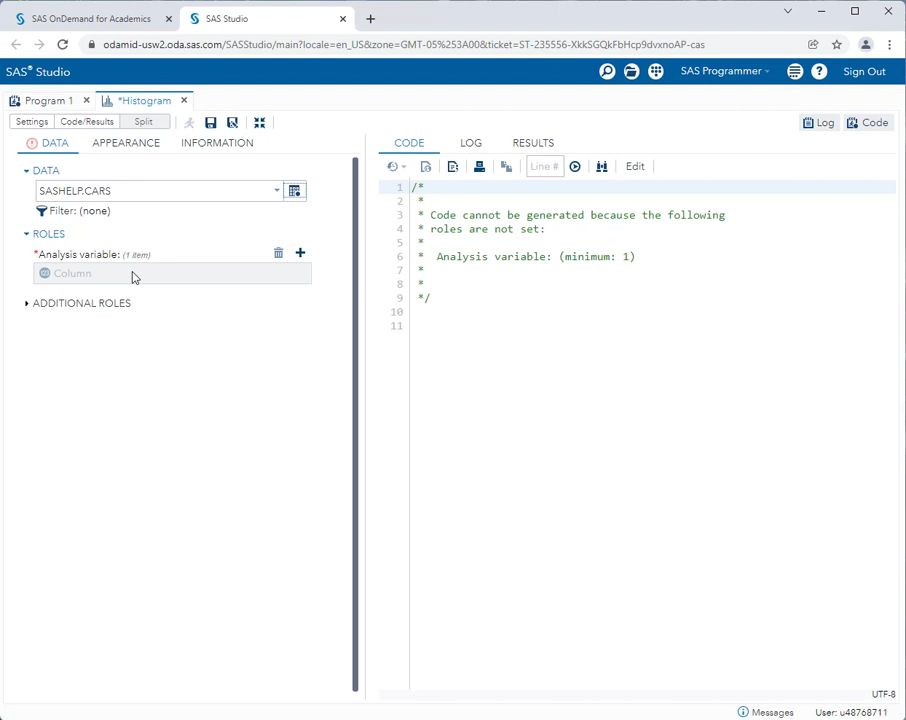 SAS OnDemand for Academics
SAS Studio
odamid-usw2.oda.sas.com/SASStudio/main?locale=en_US&zone=GMT-05%253A00&ticket=ST-235556-XkkSGQkFbHcp9dvxnoAP-cas
SAS® Studio
SAS Programmer
Sign Out
Program 1
*Histogram
Settings
Code/Results
Split
Log
Code
DATA
APPEARANCE
INFORMATION
CODE
LOG
RESULTS
Line #
Edit
DATA
SASHELP.CARS
Filter: (none)
ROLES
*Analysis variable: (1 item)
Column
ADDITIONAL ROLES
1 /*
2 *
3 * Code cannot be generated because the following
4 * roles are not set:
5 *
6 * Analysis variable: (minimum: 1)
7 *
8 *
9 */
10
11
UTF-8
Messages
User: u48768711